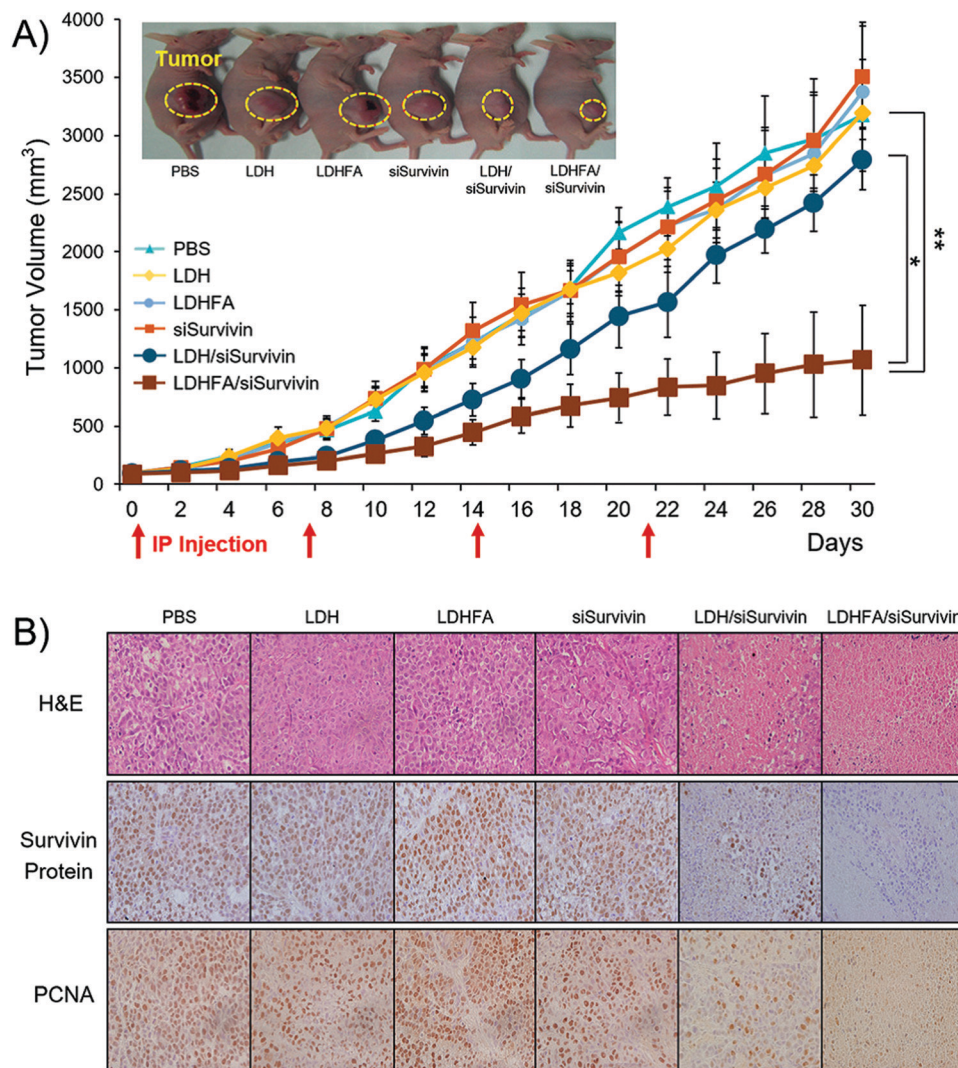 A)
Tumor Volume (mm³)
4000
3500
3000
2500
2000
1500
1000
500
0
Tumor
PBS
LDH
LDHFA
siSurvivin
LDH/
siSurvivin
LDHFA/
siSurvivin
PBS
LDH
LDHFA
siSurvivin
LDH/siSurvivin
LDHFA/siSurvivin
*
**
0 2 4 6 8 10 12 14 16 18 20 22 24 26 28 30
IP Injection
Days
B)
PBS LDH LDHFA siSurvivin LDH/siSurvivin LDHFA/siSurvivin
H&E
Survivin
Protein
PCNA